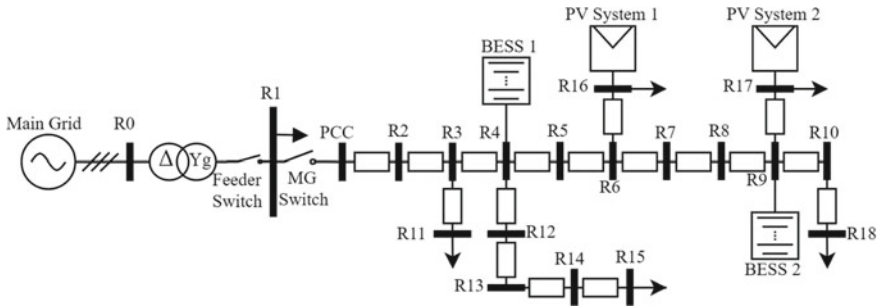 PV System 1
PV System 2
BESS 1
R16
R17
R1
Main Grid
R0
PCC
R2
R3
R4
R5
R7
R8
R10
Δ
Yg
Feeder
Switch
MG
Switch
R6
R9
R11
R12
R18
R13
R14
R15
BESS 2